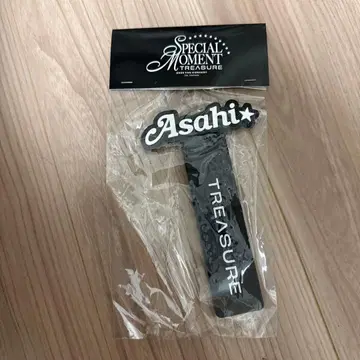 SPECIAL
MOMENT
TREASURE
Asahi★
TREASURE